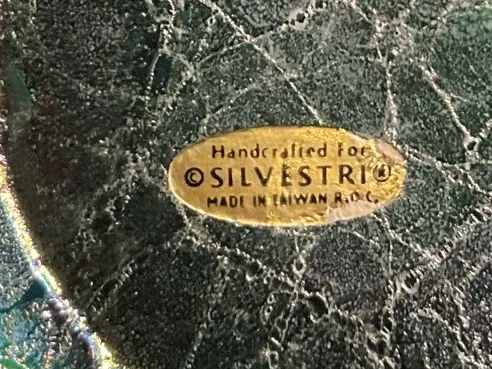 Handcrafted For
© SILVESTRI ®
MADE IN TAIWAN R.O.C.